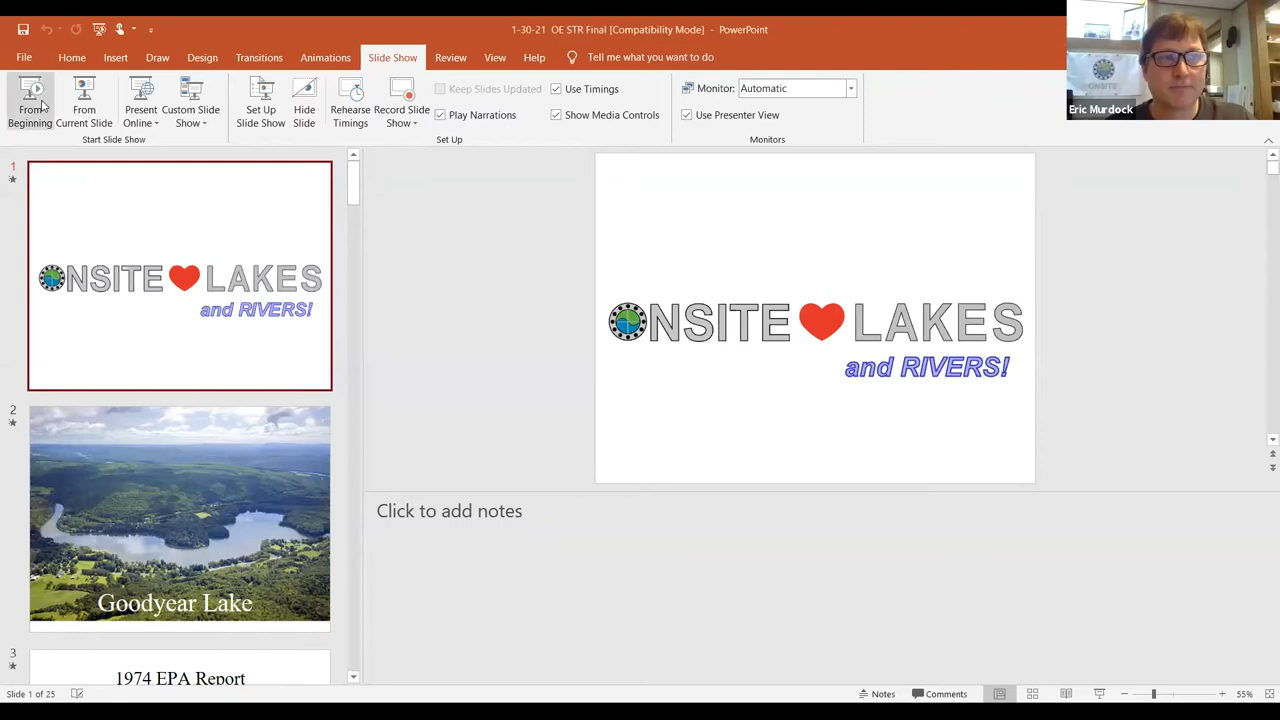 1-30-21 OE STR Final [Compatibility Mode] - PowerPoint
File Home Insert Draw Design Transitions Animations Slide Show Review View Help Tell me what you want to do
From Beginning
From Current Slide
Present Online
Custom Slide Show
Set Up Slide Show
Hide Slide
Rehearse Timings
Record Slide Show
Keep Slides Updated
Play Narrations
Use Timings
Show Media Controls
Monitor: Automatic
Use Presenter View
Start Slide Show
Set Up
Monitors
ONSITE
Eric Murdock
1
ONSITE LAKES
and RIVERS!
2
Goodyear Lake
3
1974 EPA Report
ONSITE LAKES
and RIVERS!
Click to add notes
Slide 1 of 25
Notes
Comments
55%